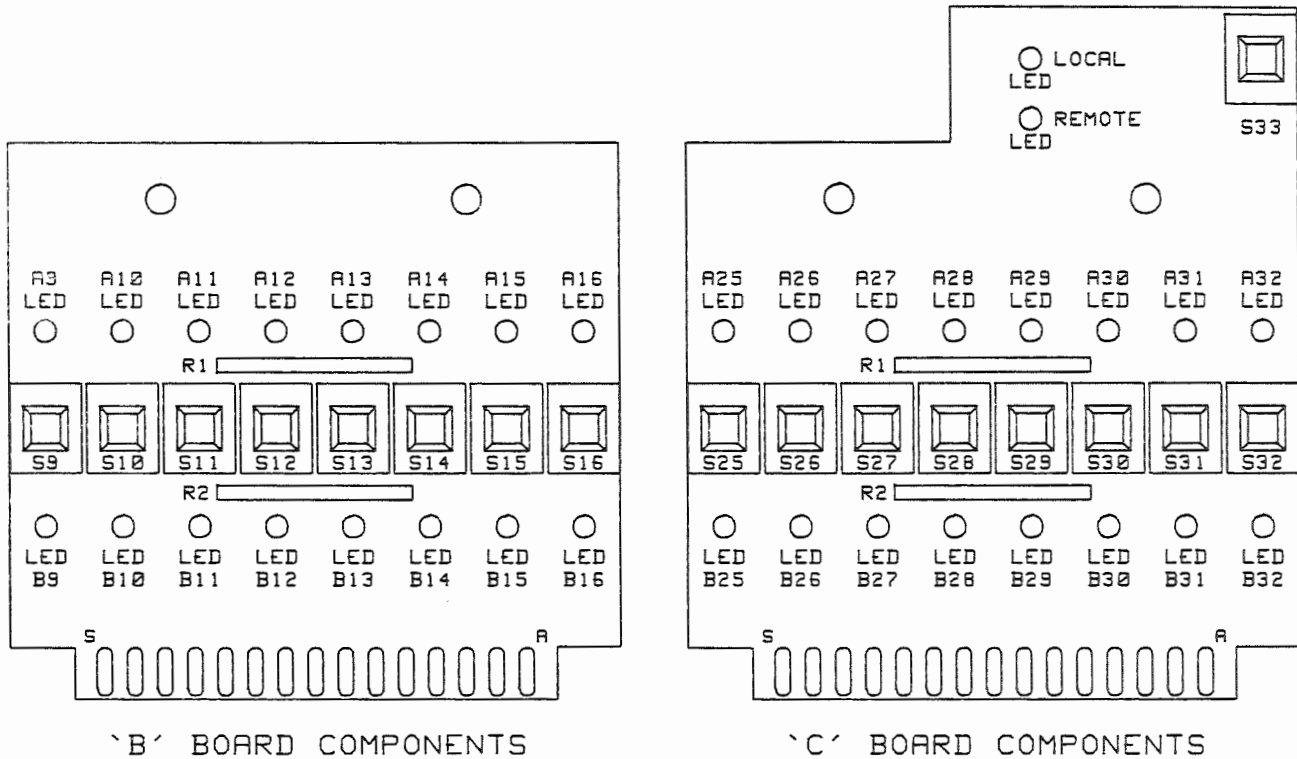 LOCAL
LED
REMOTE
LED
S33
A3 A10 A11 A12 A13 A14 A15 A16
LED LED LED LED LED LED LED LED
R1
S9 S10 S11 S12 S13 S14 S15 S16
R2
LED LED LED LED LED LED LED LED
B9 B10 B11 B12 B13 B14 B15 B16
S A
`B´ BOARD COMPONENTS
A25 A26 A27 A28 A29 A30 A31 A32
LED LED LED LED LED LED LED LED
R1
S25 S26 S27 S28 S29 S30 S31 S32
R2
LED LED LED LED LED LED LED LED
B25 B26 B27 B28 B29 B30 B31 B32
S A
`C´ BOARD COMPONENTS